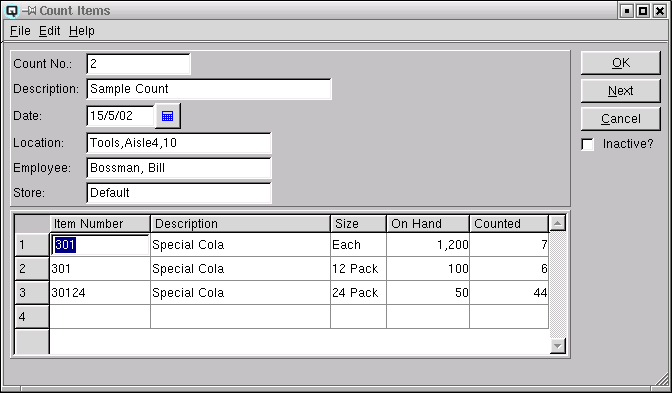 Count Items
File Edit Help
Count No.: 2
OK
Description: Sample Count
Next
Date: 15/5/02
Cancel
Location: Tools,Aisle4,10
Inactive?
Employee: Bossman, Bill
Store: Default
Item Number Description Size On Hand Counted
1 301 Special Cola Each 1,200 7
2 301 Special Cola 12 Pack 100 6
3 30124 Special Cola 24 Pack 50 44
4